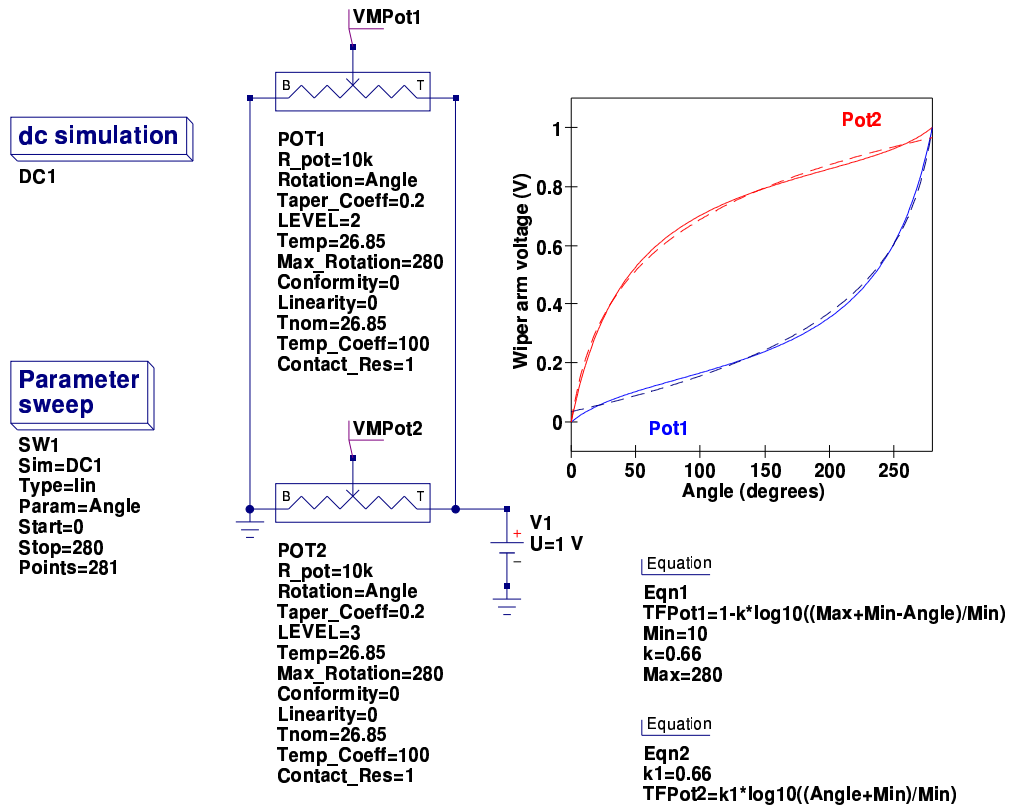 VMPot1
B T
dc simulation
DC1
POT1
R_pot=10k
Rotation=Angle
Taper_Coeff=0.2
LEVEL=2
Temp=26.85
Max_Rotation=280
Conformity=0
Linearity=0
Tnom=26.85
Temp_Coeff=100
Contact_Res=1
Pot2
1
0.8
0.6
0.4
0.2
0
Wiper arm voltage (V)
Pot1
0 50 100 150 200 250
Angle (degrees)
Parameter
sweep
SW1
Sim=DC1
Type=lin
Param=Angle
Start=0
Stop=280
Points=281
VMPot2
B T
POT2
R_pot=10k
Rotation=Angle
Taper_Coeff=0.2
LEVEL=3
Temp=26.85
Max_Rotation=280
Conformity=0
Linearity=0
Tnom=26.85
Temp_Coeff=100
Contact_Res=1
+
V1
U=1 V
−
Equation
Eqn1
TFPot1=1-k*log10((Max+Min-Angle)/Min)
Min=10
k=0.66
Max=280
Equation
Eqn2
k1=0.66
TFPot2=k1*log10((Angle+Min)/Min)